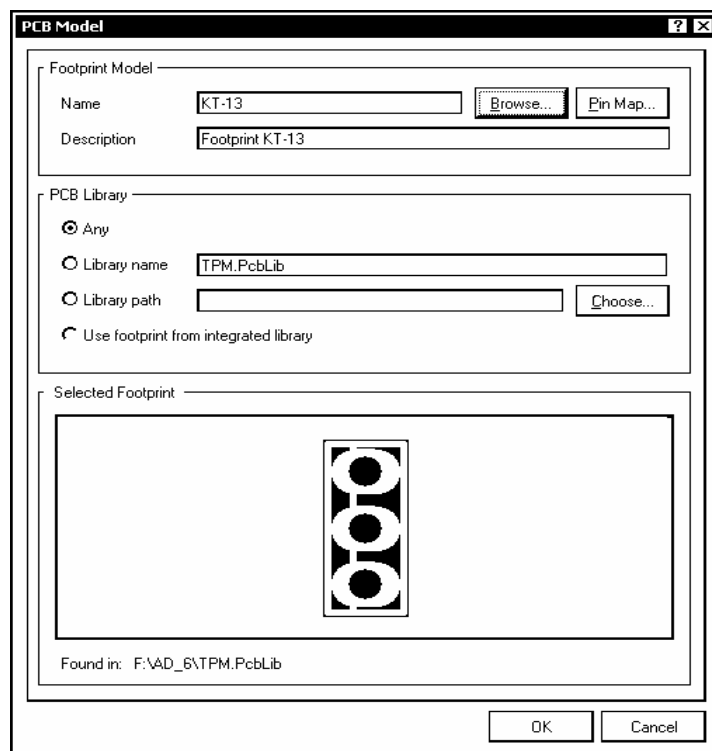 PCB Model
Footprint Model
Name KT-13 Browse... Pin Map...
Description Footprint KT-13
PCB Library
Any
Library name TPM.PcbLib
Library path Choose...
Use footprint from integrated library
Selected Footprint
Found in: F:\AD_6\TPM.PcbLib
OK Cancel